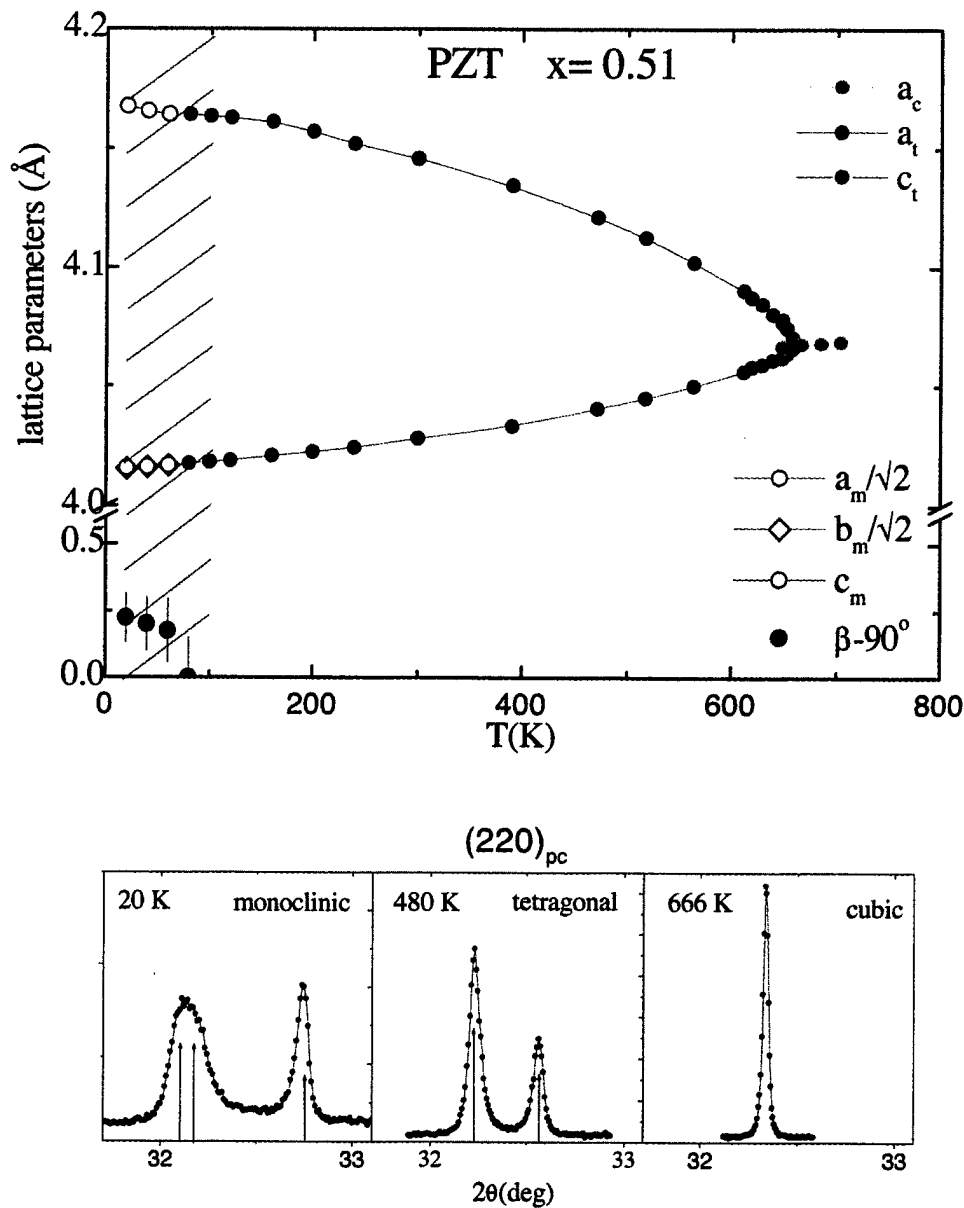 4.2
PZT x= 0.51
a_c
a_t
c_t
4.1
lattice parameters (Å)
4.0
a_m/√2
b_m/√2
c_m
β-90°
0.5
0.0
0 200 400 600 800
T(K)
(220)_pc
20 K monoclinic
480 K tetragonal
666 K cubic
32 33 32 33 32 33
2θ(deg)